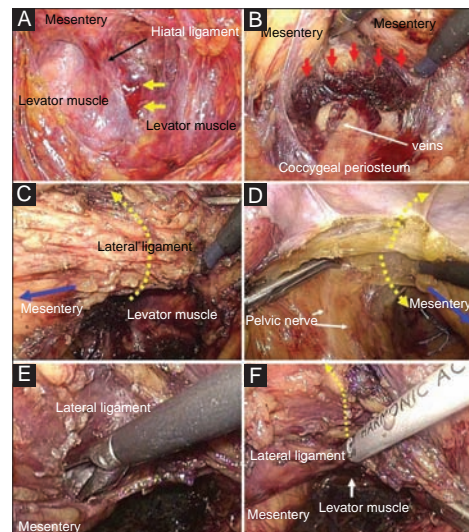 A
Mesentery
Hiatal ligament
Levator muscle
Levator muscle
B
Mesentery
Mesentery
veins
Coccygeal periosteum
C
Lateral ligament
Mesentery
Levator muscle
D
Mesentery
Pelvic nerve
E
Lateral ligament
Mesentery
F
HARMONIC AC
Lateral ligament
Mesentery
Levator muscle